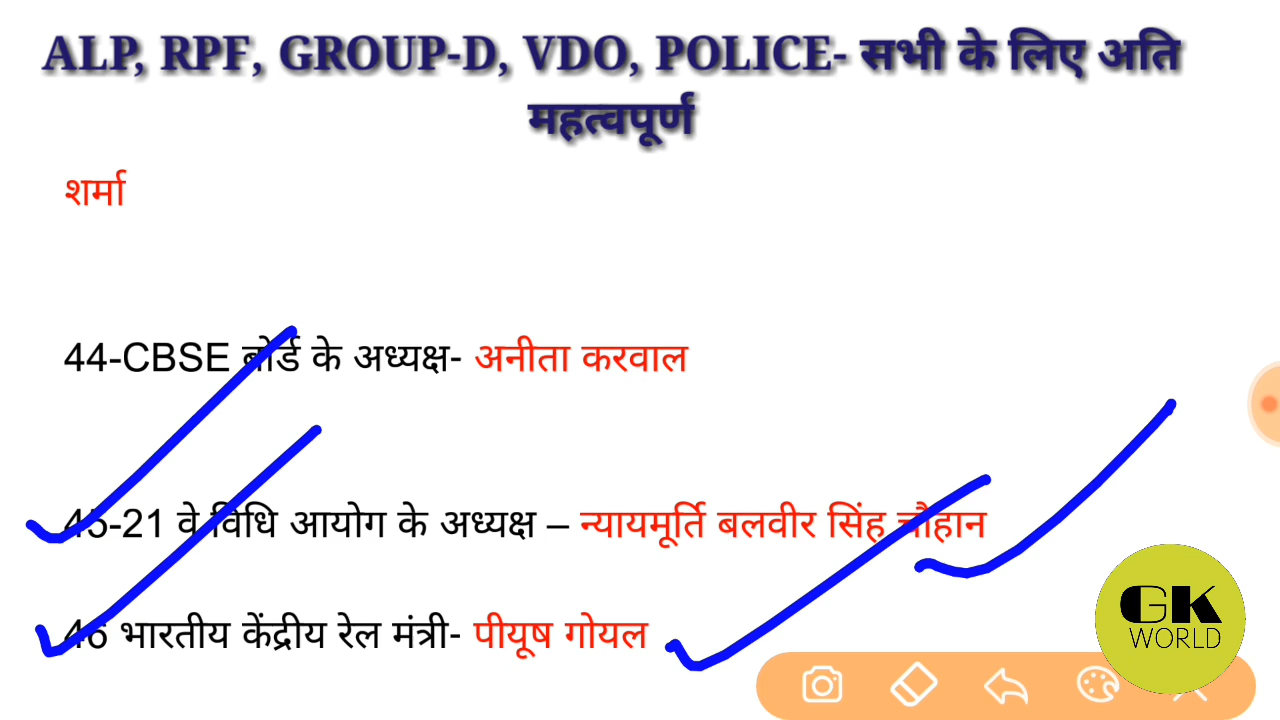 ALP, RPF, GROUP-D, VDO, POLICE- सभी के लिए अति
महत्वपूर्ण
शर्मा
44-CBSE बोर्ड के अध्यक्ष- अनीता करवाल
45-21 वे विधि आयोग के अध्यक्ष – न्यायमूर्ति बलवीर सिंह चौहान
46 भारतीय केंद्रीय रेल मंत्री- पीयूष गोयल
GK
WORLD